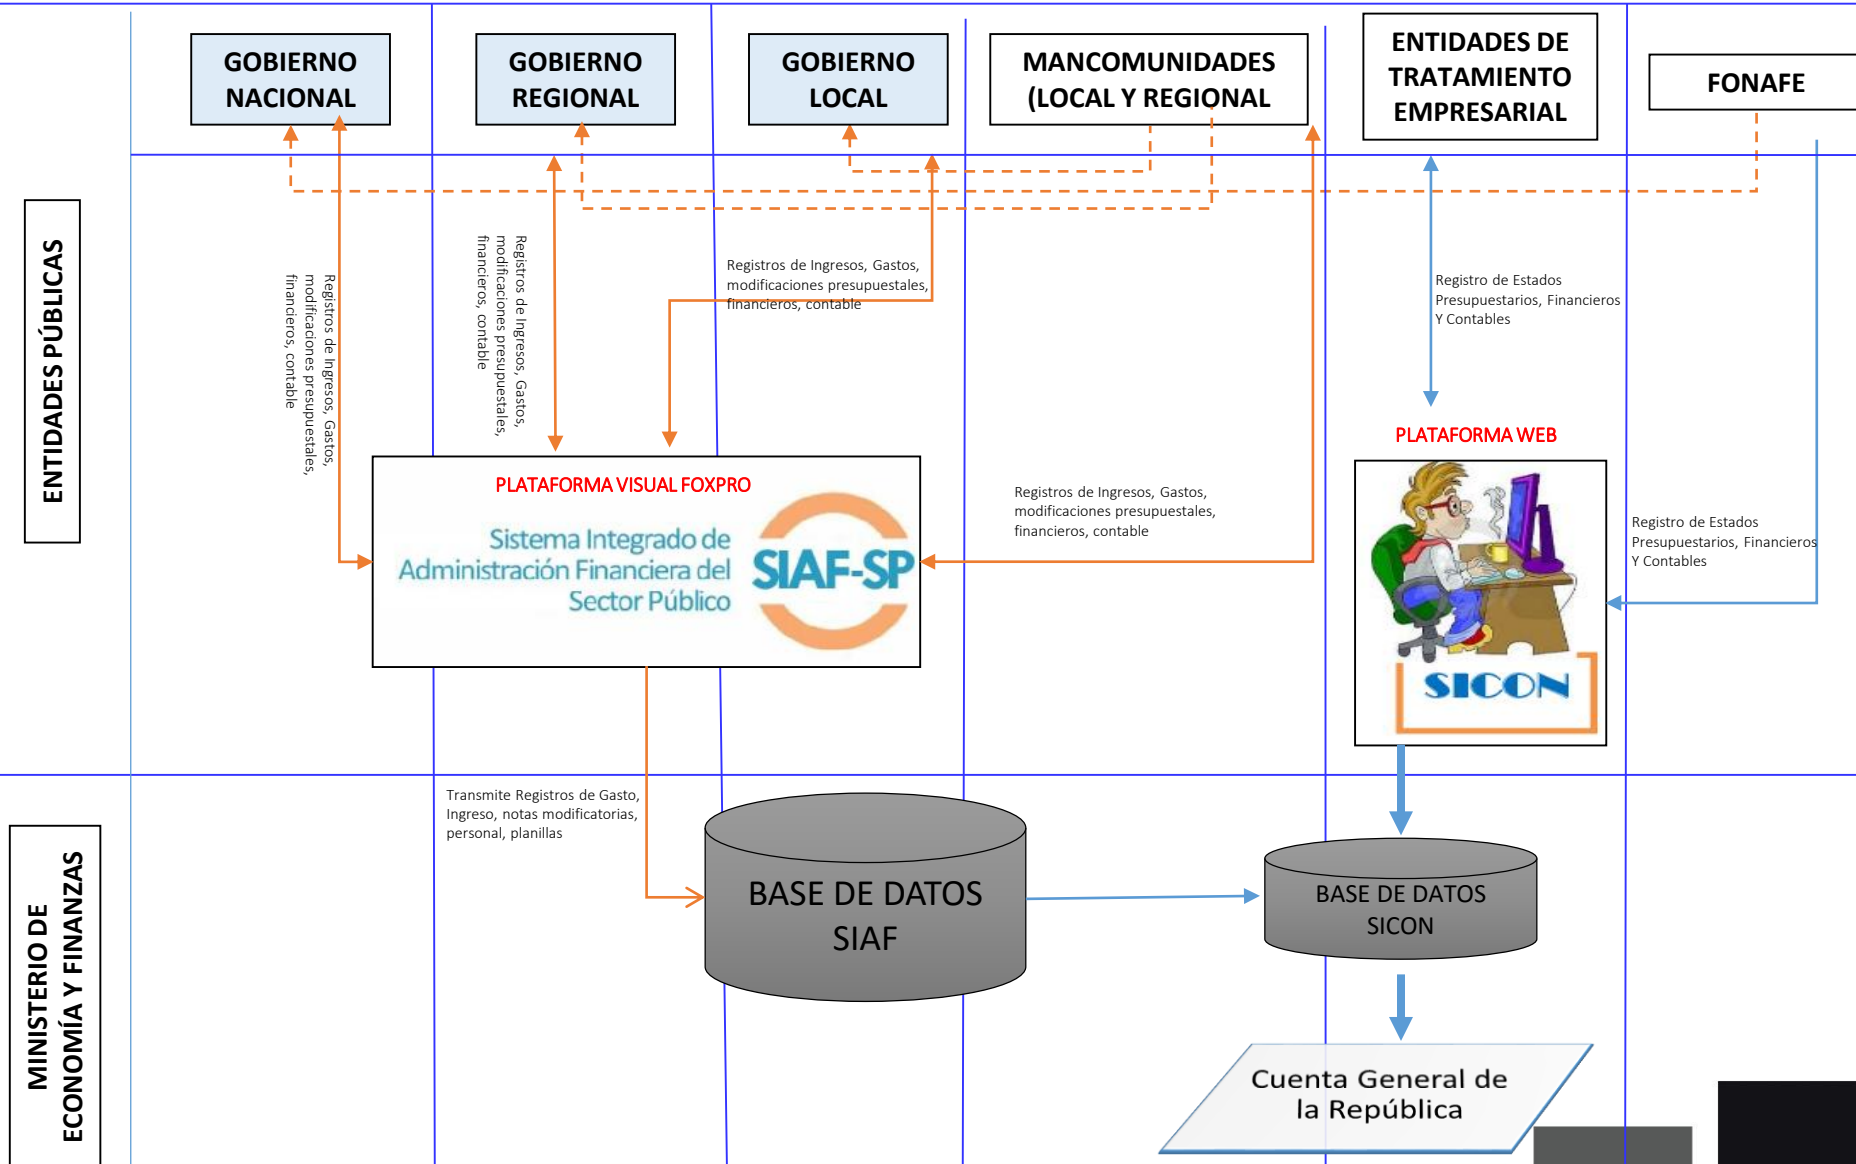 GOBIERNO
NACIONAL
GOBIERNO
REGIONAL
GOBIERNO
LOCAL
MANCOMUNIDADES
(LOCAL Y REGIONAL
ENTIDADES DE
TRATAMIENTO
EMPRESARIAL
FONAFE
ENTIDADES PÚBLICAS
Registros de Ingresos, Gastos,
modificaciones presupuestales,
financieros, contable
Registros de Ingresos, Gastos,
modificaciones presupuestales,
financieros, contable
Registros de Ingresos, Gastos,
modificaciones presupuestales,
financieros, contable
Registro de Estados
Presupuestarios, Financieros
Y Contables
PLATAFORMA WEB
PLATAFORMA VISUAL FOXPRO
Sistema Integrado de
Administración Financiera del
Sector Público
SIAF-SP
Registros de Ingresos, Gastos,
modificaciones presupuestales,
financieros, contable
Registro de Estados
Presupuestarios, Financieros
Y Contables
SICON
MINISTERIO DE
ECONOMÍA Y FINANZAS
Transmite Registros de Gasto,
Ingreso, notas modificatorias,
personal, planillas
BASE DE DATOS
SIAF
BASE DE DATOS
SICON
Cuenta General de
la República